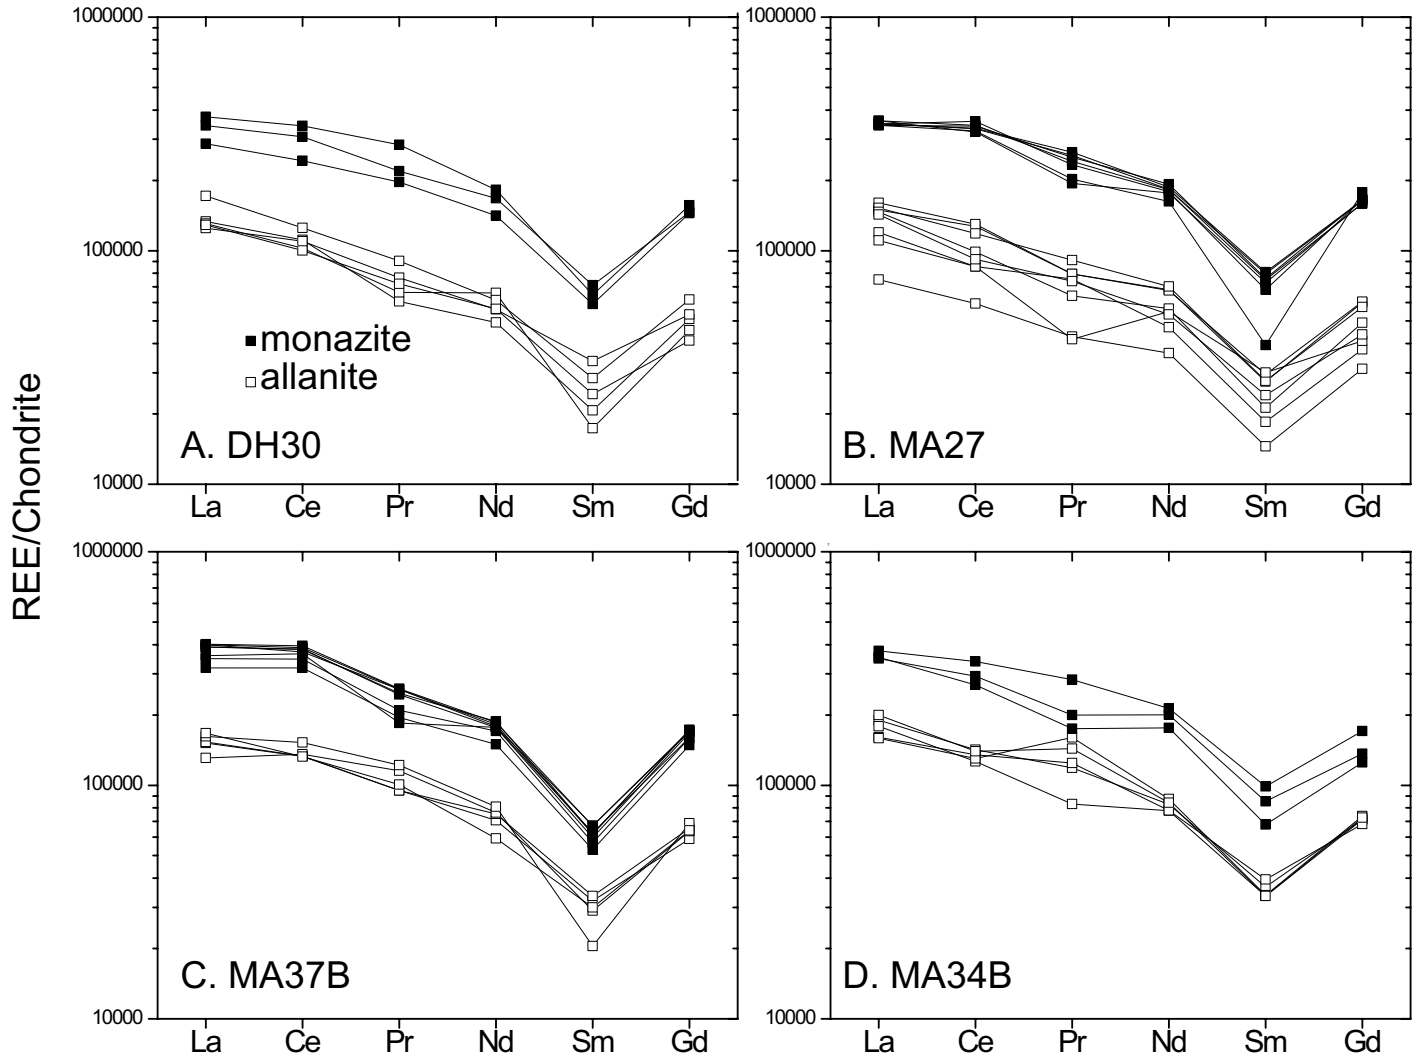 REE/Chondrite
1000000
100000
10000
monazite
allanite
A. DH30
La Ce Pr Nd Sm Gd
1000000
100000
10000
B. MA27
La Ce Pr Nd Sm Gd
1000000
100000
10000
C. MA37B
La Ce Pr Nd Sm Gd
1000000
100000
10000
D. MA34B
La Ce Pr Nd Sm Gd